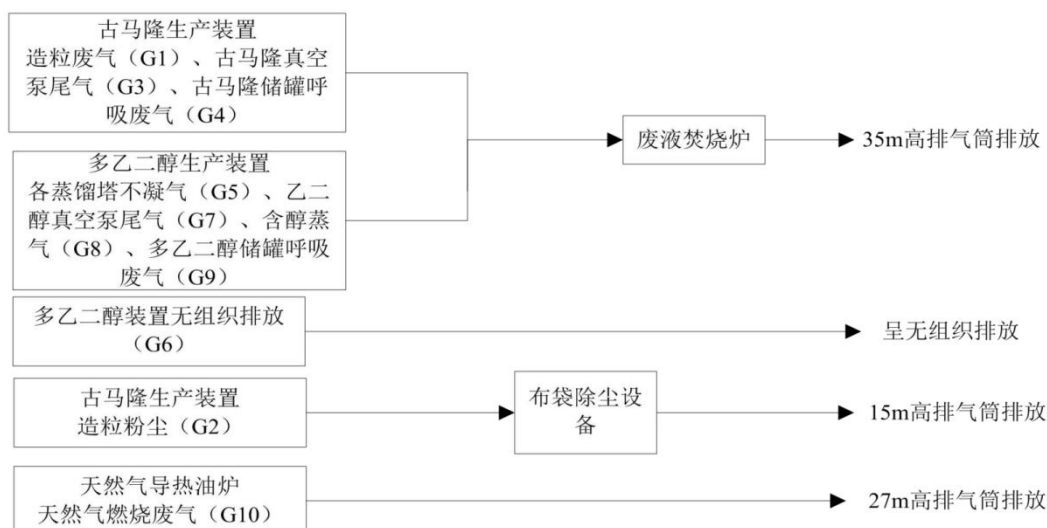 古马隆生产装置
造粒废气（G1）、古马隆真空
泵尾气（G3）、古马隆储罐呼
吸废气（G4）
废液焚烧炉
35m高排气筒排放
多乙二醇生产装置
各蒸馏塔不凝气（G5）、乙二
醇真空泵尾气（G7）、含醇蒸
气（G8）、多乙二醇储罐呼吸
废气（G9）
多乙二醇装置无组织排放
（G6）
呈无组织排放
古马隆生产装置
造粒粉尘（G2）
布袋除尘设
备
15m高排气筒排放
天然气导热油炉
天然气燃烧废气（G10）
27m高排气筒排放